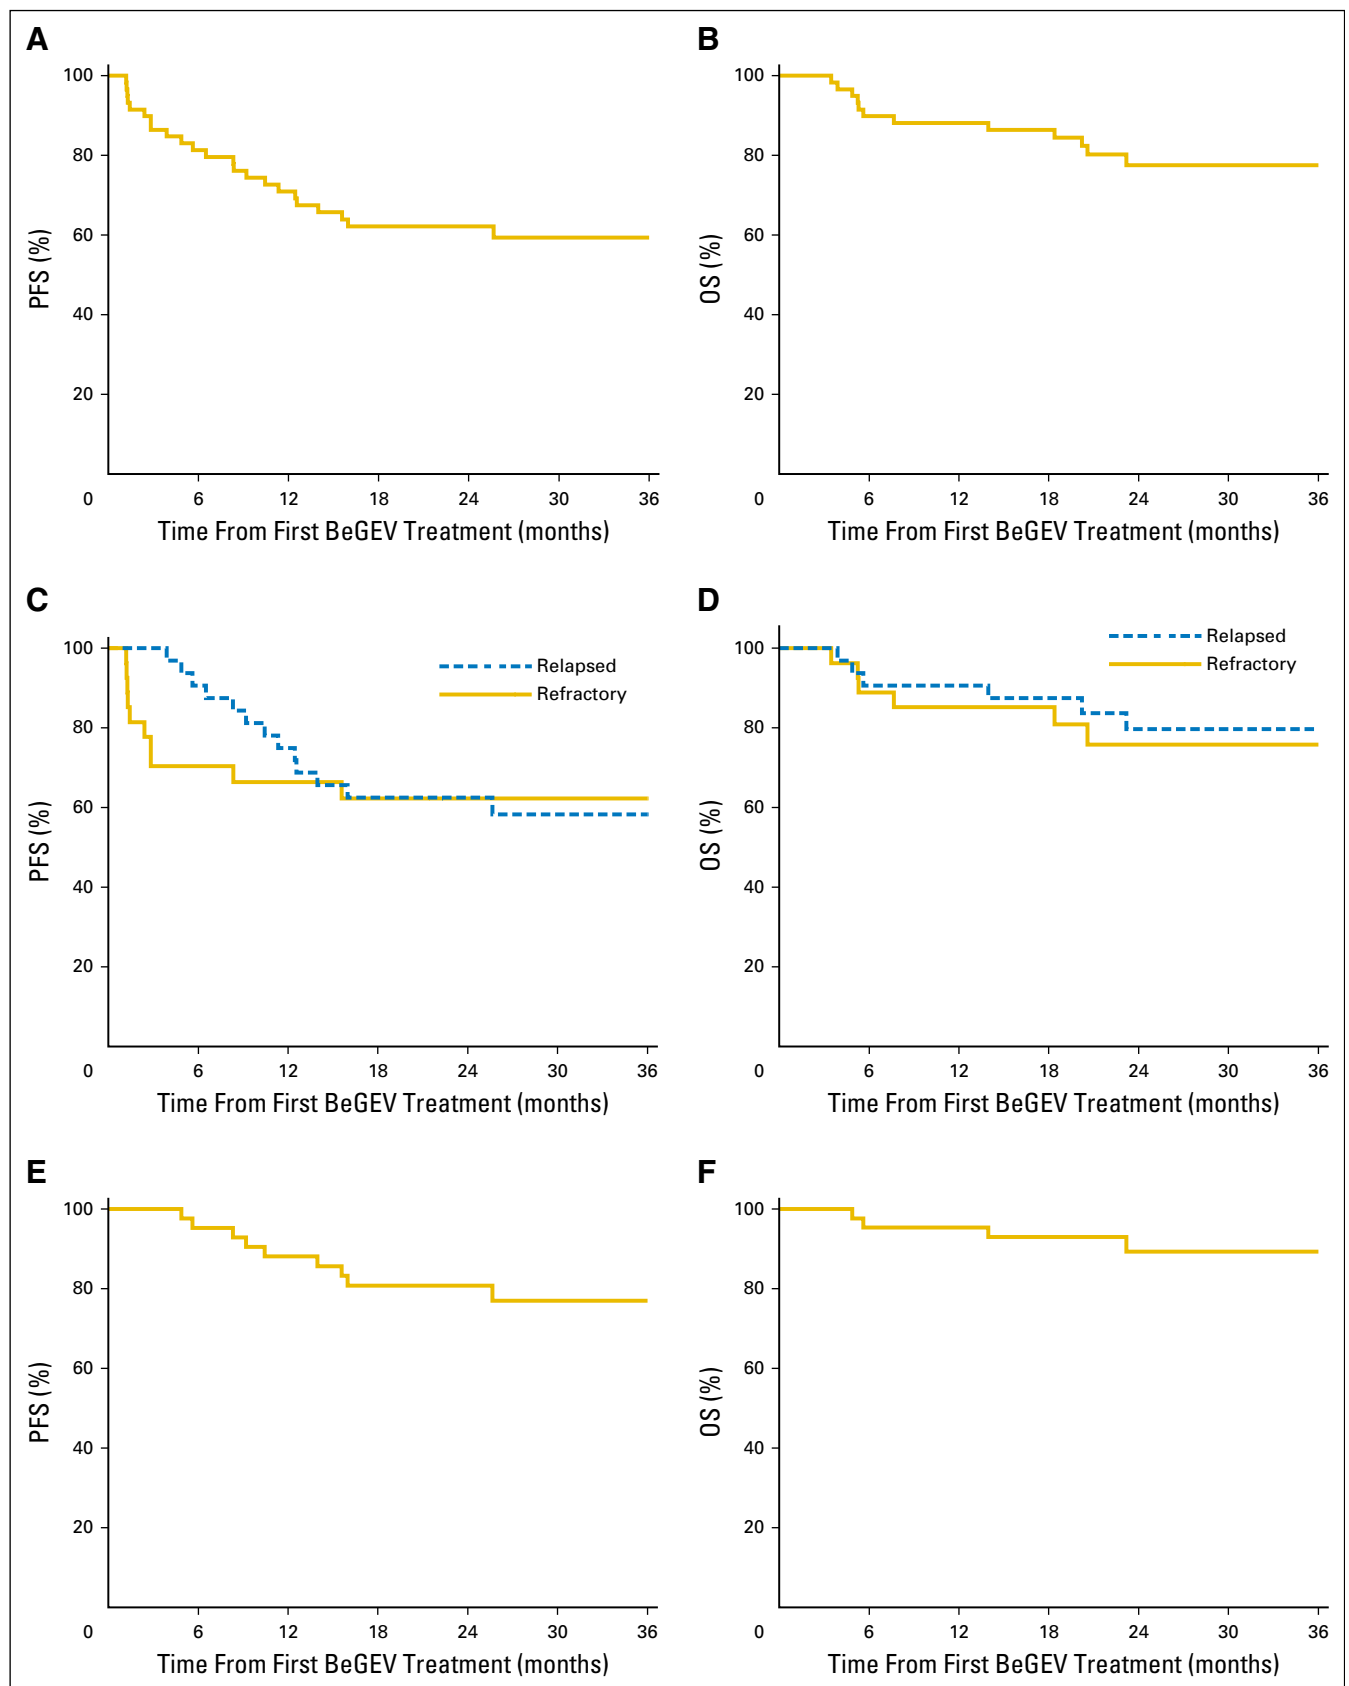 A
100
80
60
40
20
PFS (%)
0 6 12 18 24 30 36
Time From First BeGEV Treatment (months)
B
100
80
60
40
20
OS (%)
0 6 12 18 24 30 36
Time From First BeGEV Treatment (months)
C
100
80
60
40
20
PFS (%)
Relapsed
Refractory
0 6 12 18 24 30 36
Time From First BeGEV Treatment (months)
D
100
80
60
40
20
OS (%)
Relapsed
Refractory
0 6 12 18 24 30 36
Time From First BeGEV Treatment (months)
E
100
80
60
40
20
PFS (%)
0 6 12 18 24 30 36
Time From First BeGEV Treatment (months)
F
100
80
60
40
20
OS (%)
0 6 12 18 24 30 36
Time From First BeGEV Treatment (months)